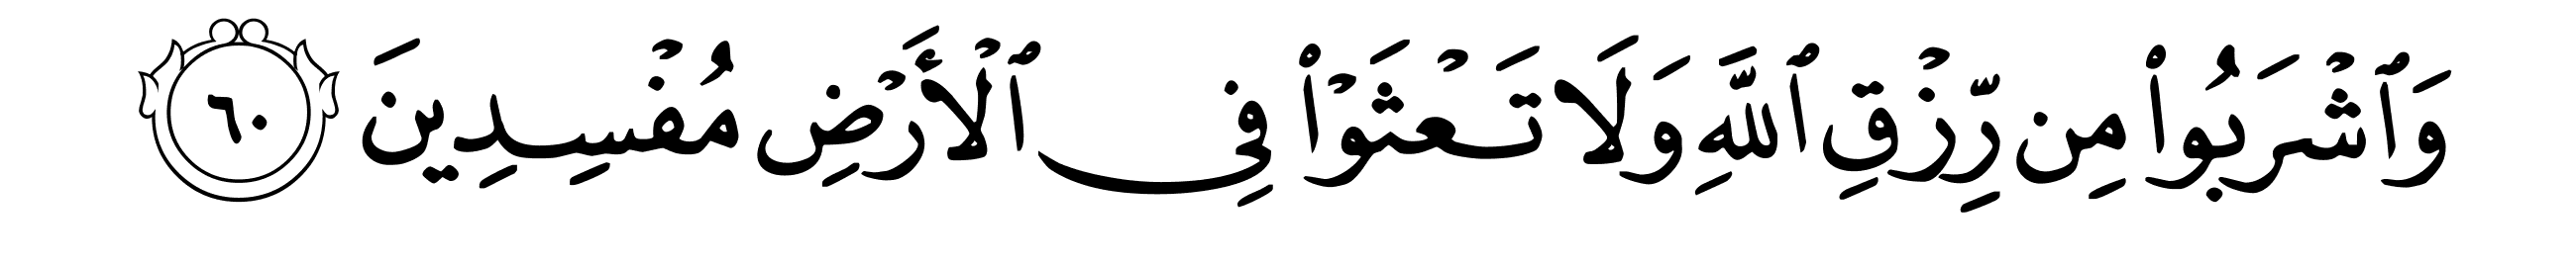 وَٱشْرَبُوا۟ مِن رِّزْقِ ٱللَّهِ وَلَا تَعْثَوْا۟ فِى ٱلْأَرْضِ مُفْسِدِينَ ٦٠